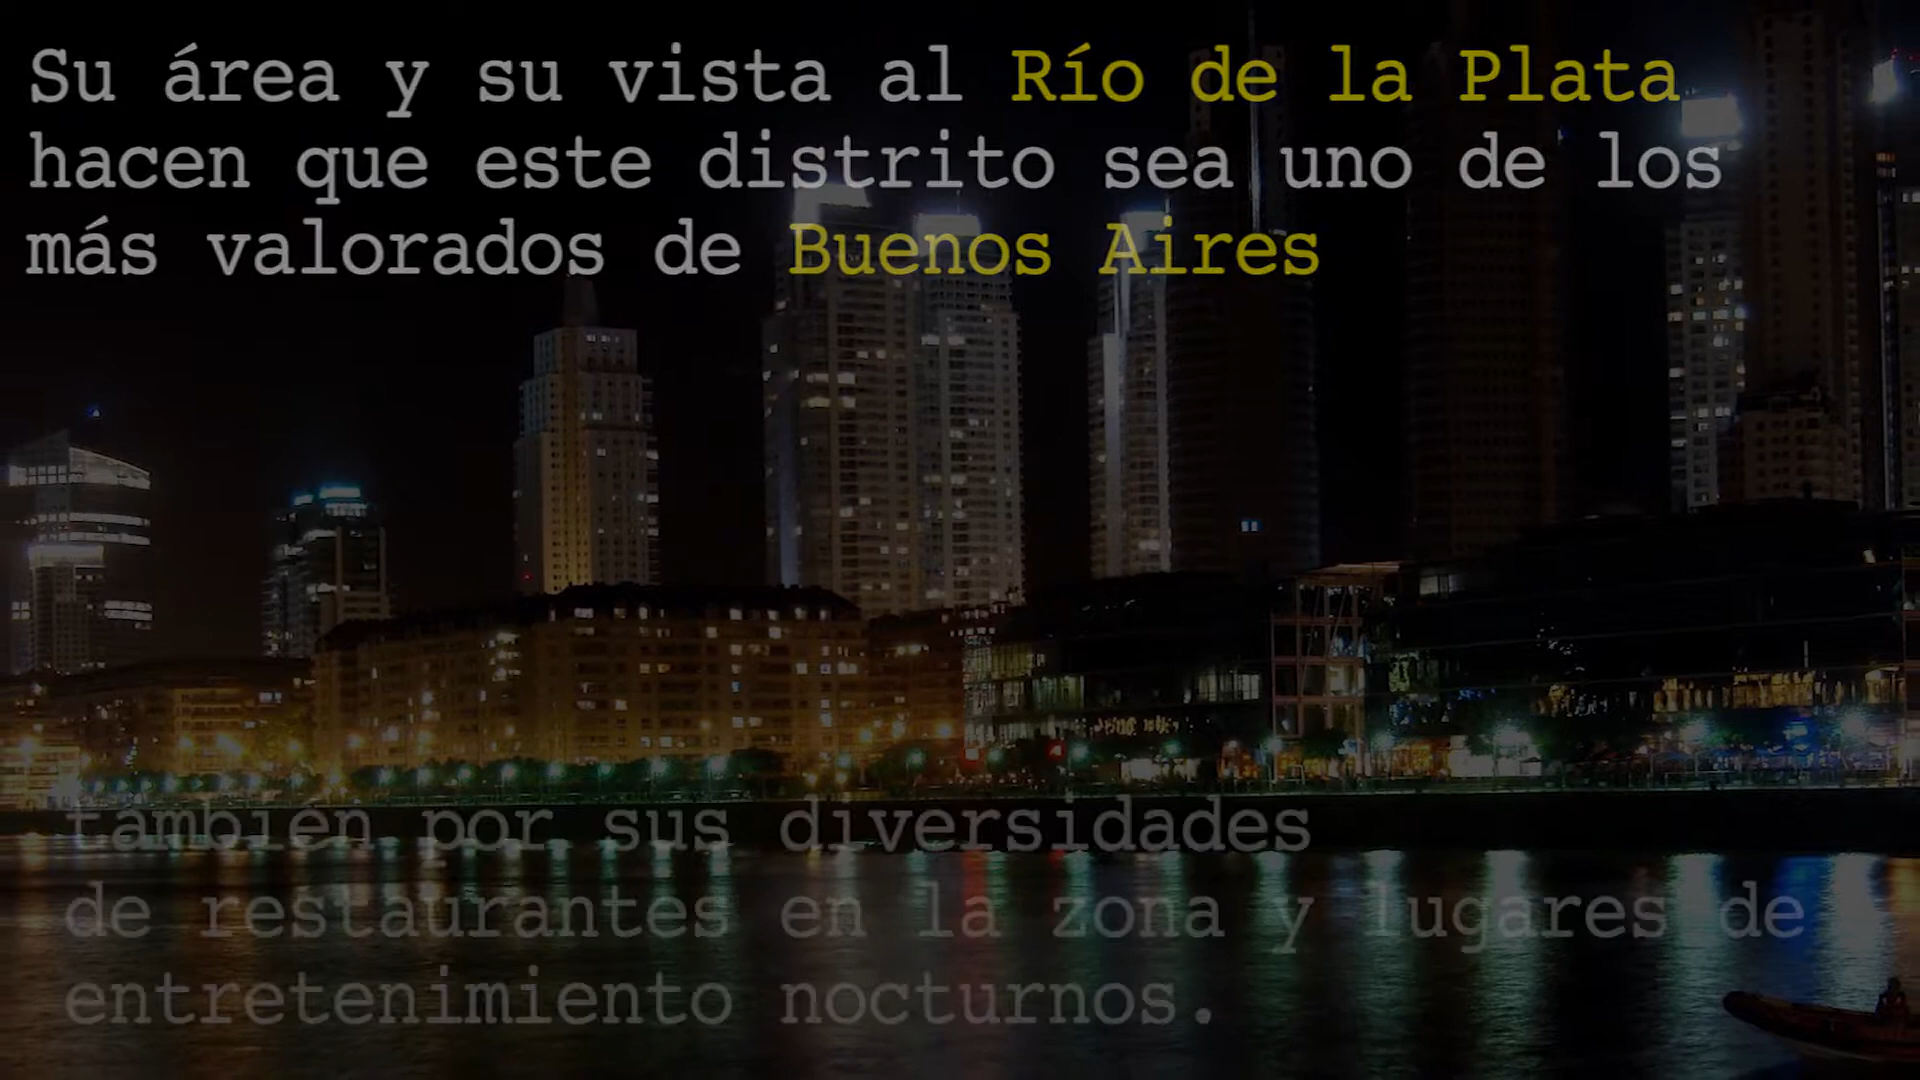 Su área y su vista al Río de la Plata
hacen que este distrito sea uno de los
más valorados de Buenos Aires
también por sus diversidades
de restaurantes en la zona y lugares de
entretenimiento nocturnos.